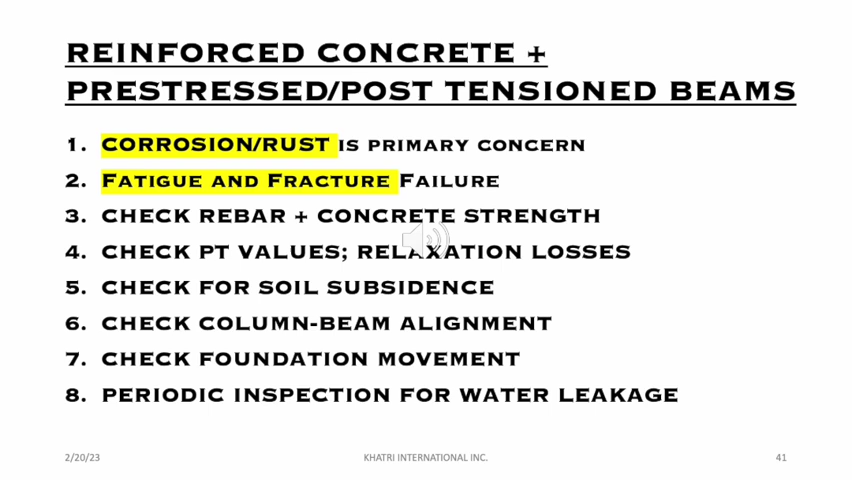 REINFORCED CONCRETE +
PRESTRESSED/POST TENSIONED BEAMS
1. CORROSION/RUST IS PRIMARY CONCERN
2. FATIGUE AND FRACTURE FAILURE
3. CHECK REBAR + CONCRETE STRENGTH
4. CHECK PT VALUES; RELAXATION LOSSES
5. CHECK FOR SOIL SUBSIDENCE
6. CHECK COLUMN-BEAM ALIGNMENT
7. CHECK FOUNDATION MOVEMENT
8. PERIODIC INSPECTION FOR WATER LEAKAGE
2/20/23 KHATRI INTERNATIONAL INC. 41